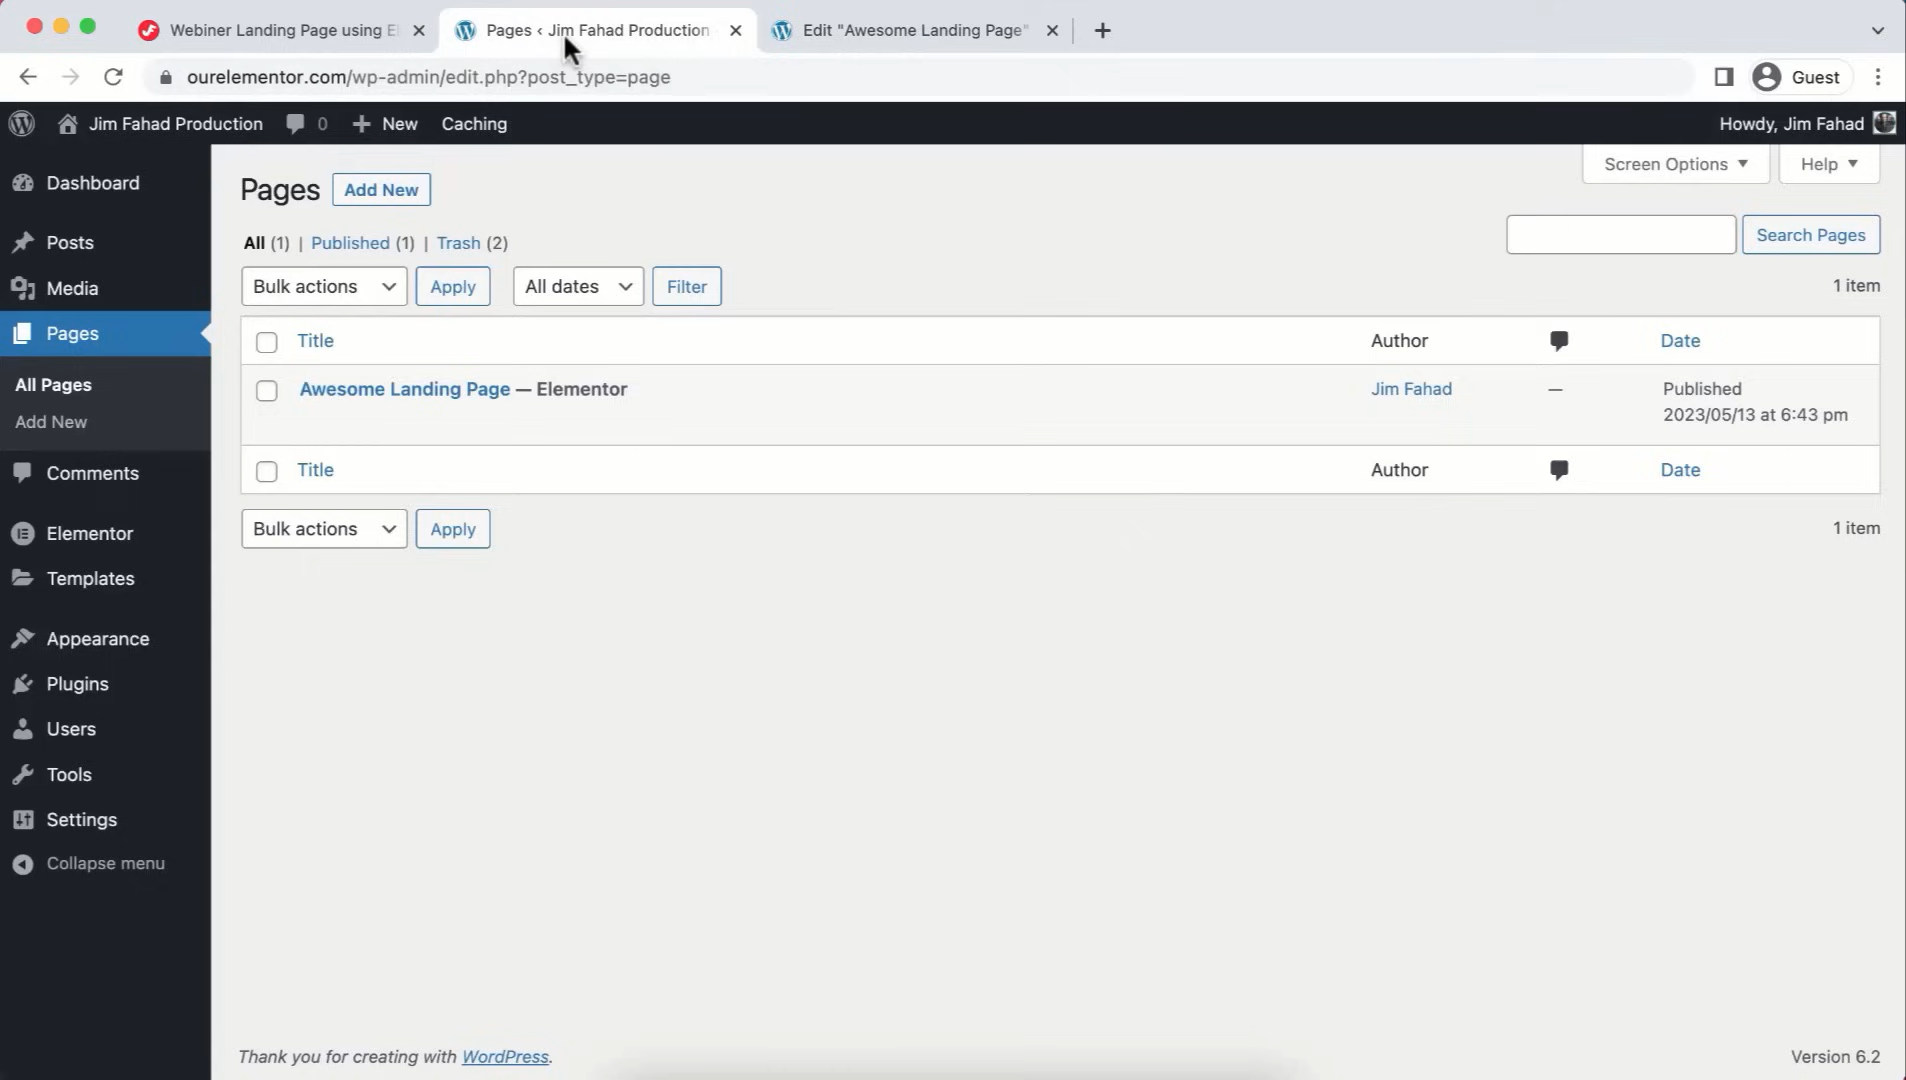 Webiner Landing Page using El
Pages ‹ Jim Fahad Production
Edit "Awesome Landing Page"
ourelementor.com/wp-admin/edit.php?post_type=page
Guest
Jim Fahad Production
0
New
Caching
Howdy, Jim Fahad
Dashboard
Posts
Media
Pages
All Pages
Add New
Comments
Elementor
Templates
Appearance
Plugins
Users
Tools
Settings
Collapse menu
Screen Options
Help
Pages
Add New
All (1) | Published (1) | Trash (2)
Search Pages
Bulk actions
Apply
All dates
Filter
1 item
Title
Author
Date
Awesome Landing Page — Elementor
Jim Fahad
—
Published
2023/05/13 at 6:43 pm
Title
Author
Date
Bulk actions
Apply
1 item
Thank you for creating with WordPress.
Version 6.2